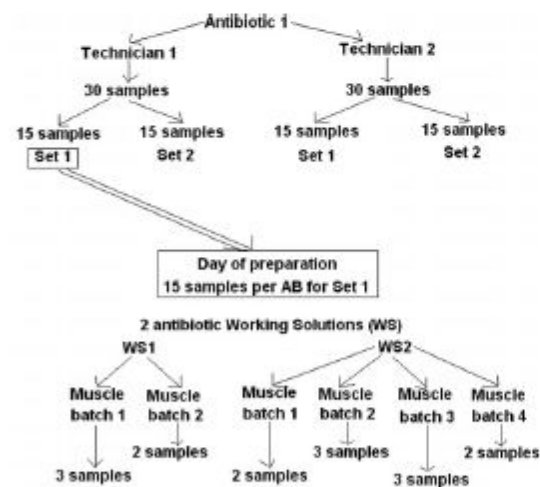 Antibiotic 1
Technician 1 Technician 2
30 samples 30 samples
15 samples 15 samples 15 samples 15 samples
Set 1 Set 2 Set 1 Set 2
Day of preparation
15 samples per AB for Set 1
2 antibiotic Working Solutions (WS)
WS1 WS2
Muscle batch 1 Muscle batch 2 Muscle batch 1 Muscle batch 2 Muscle batch 3 Muscle batch 4
2 samples 3 samples 2 samples
3 samples 2 samples 3 samples